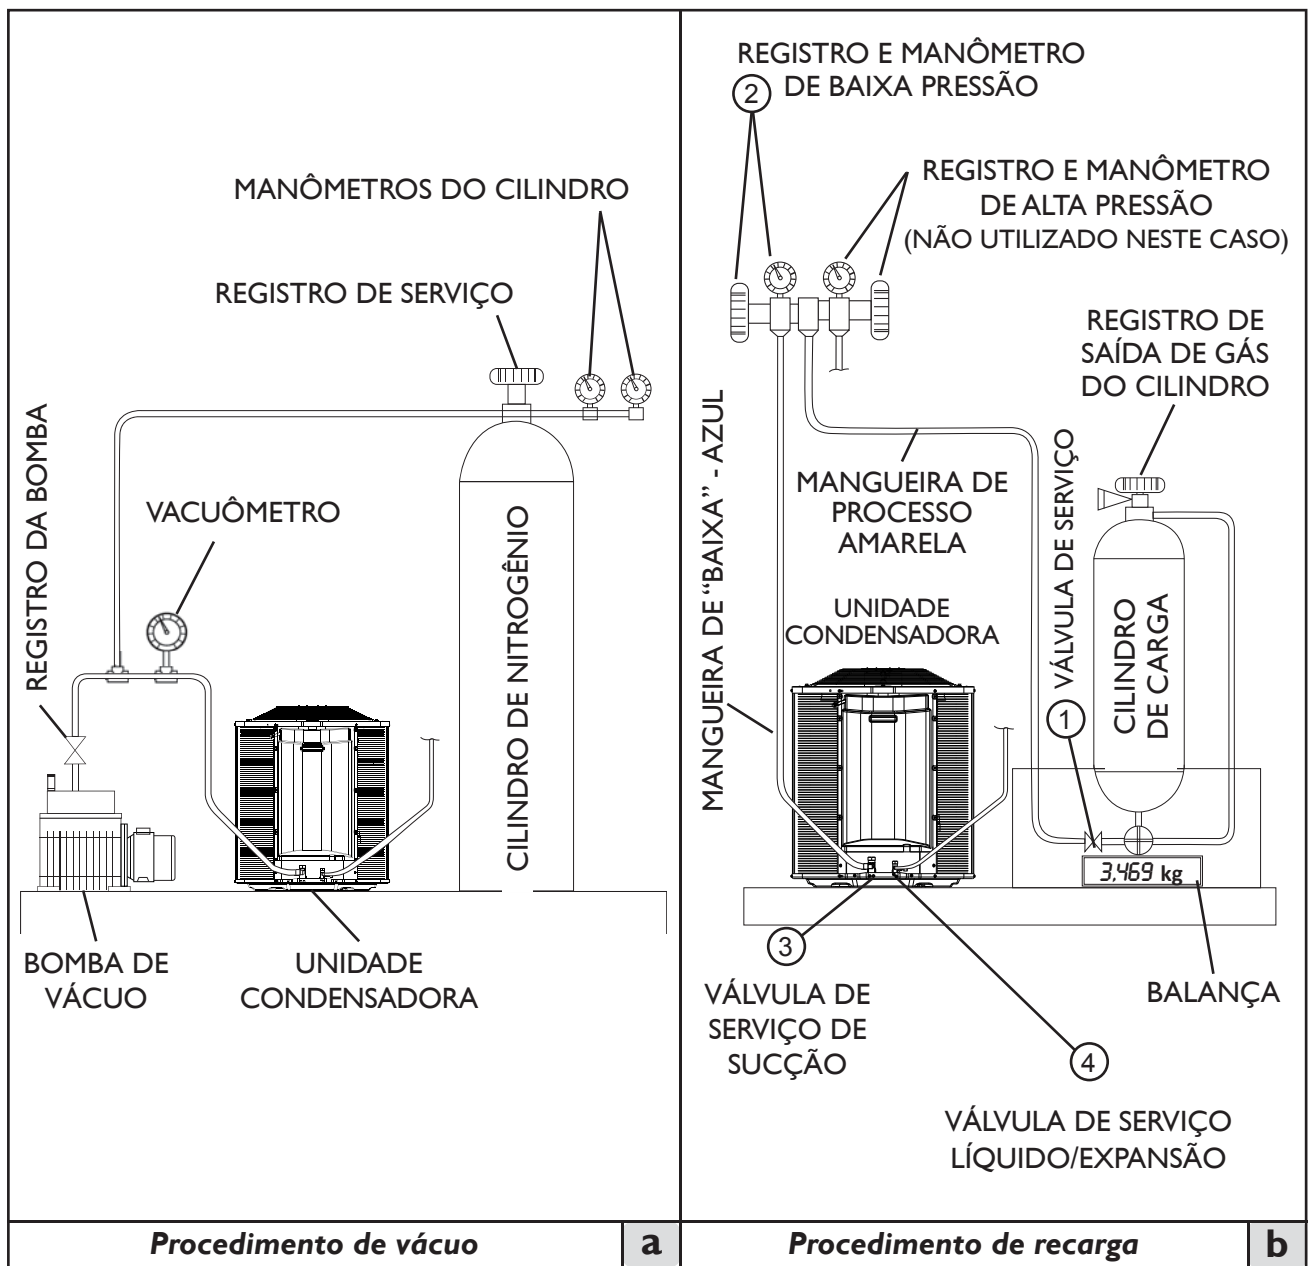 MANÔMETROS DO CILINDRO
REGISTRO DE SERVIÇO
REGISTRO DA BOMBA
VACUÔMETRO
CILINDRO DE NITROGÊNIO
BOMBA DE
VÁCUO
UNIDADE
CONDENSADORA
Procedimento de vácuo
a
REGISTRO E MANÔMETRO
2 DE BAIXA PRESSÃO
REGISTRO E MANÔMETRO
DE ALTA PRESSÃO
(NÃO UTILIZADO NESTE CASO)
REGISTRO DE
SAÍDA DE GÁS
DO CILINDRO
MANGUEIRA DE "BAIXA" - AZUL
MANGUEIRA DE
PROCESSO
AMARELA
1 VÁLVULA DE SERVIÇO
UNIDADE
CONDENSADORA
CILINDRO
DE CARGA
3,469 kg
3
VÁLVULA DE
SERVIÇO DE
SUCÇÃO
BALANÇA
4
VÁLVULA DE SERVIÇO
LÍQUIDO/EXPANSÃO
Procedimento de recarga
b